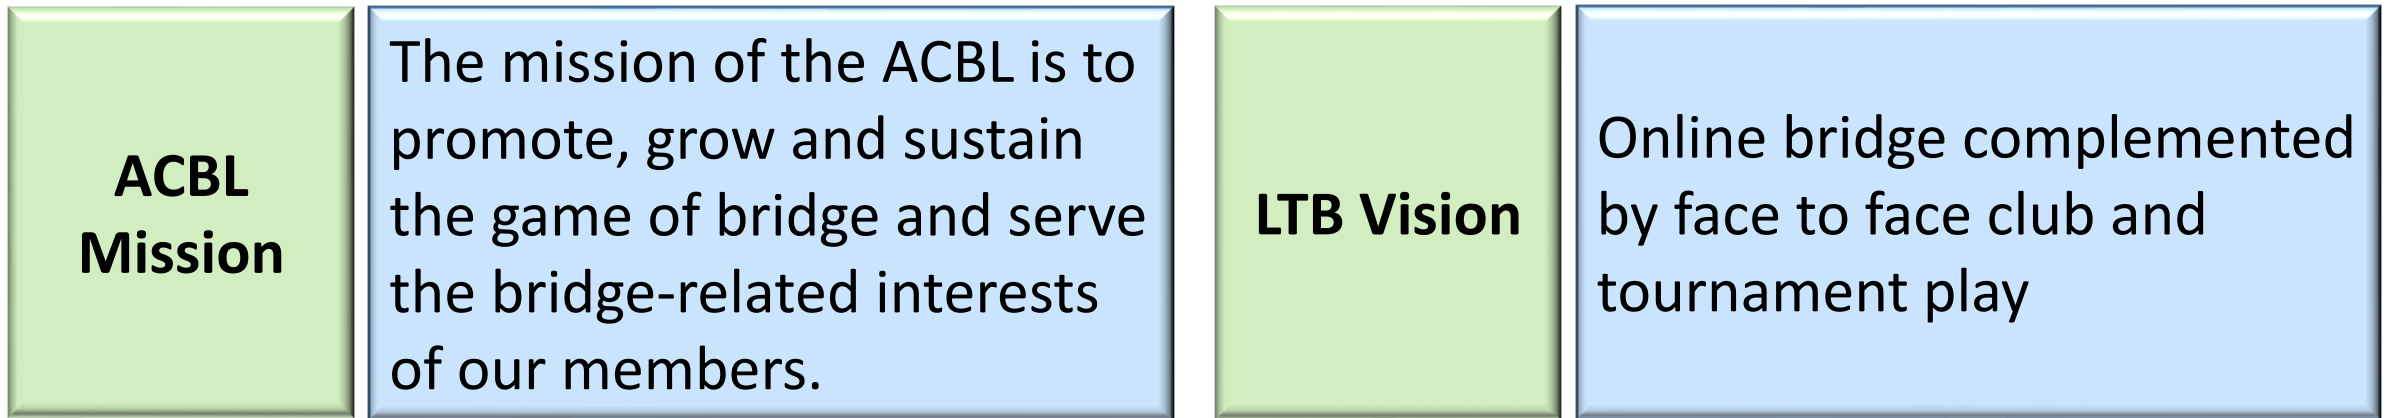 ACBL
Mission
The mission of the ACBL is to
promote, grow and sustain
the game of bridge and serve
the bridge-related interests
of our members.
LTB Vision
Online bridge complemented
by face to face club and
tournament play